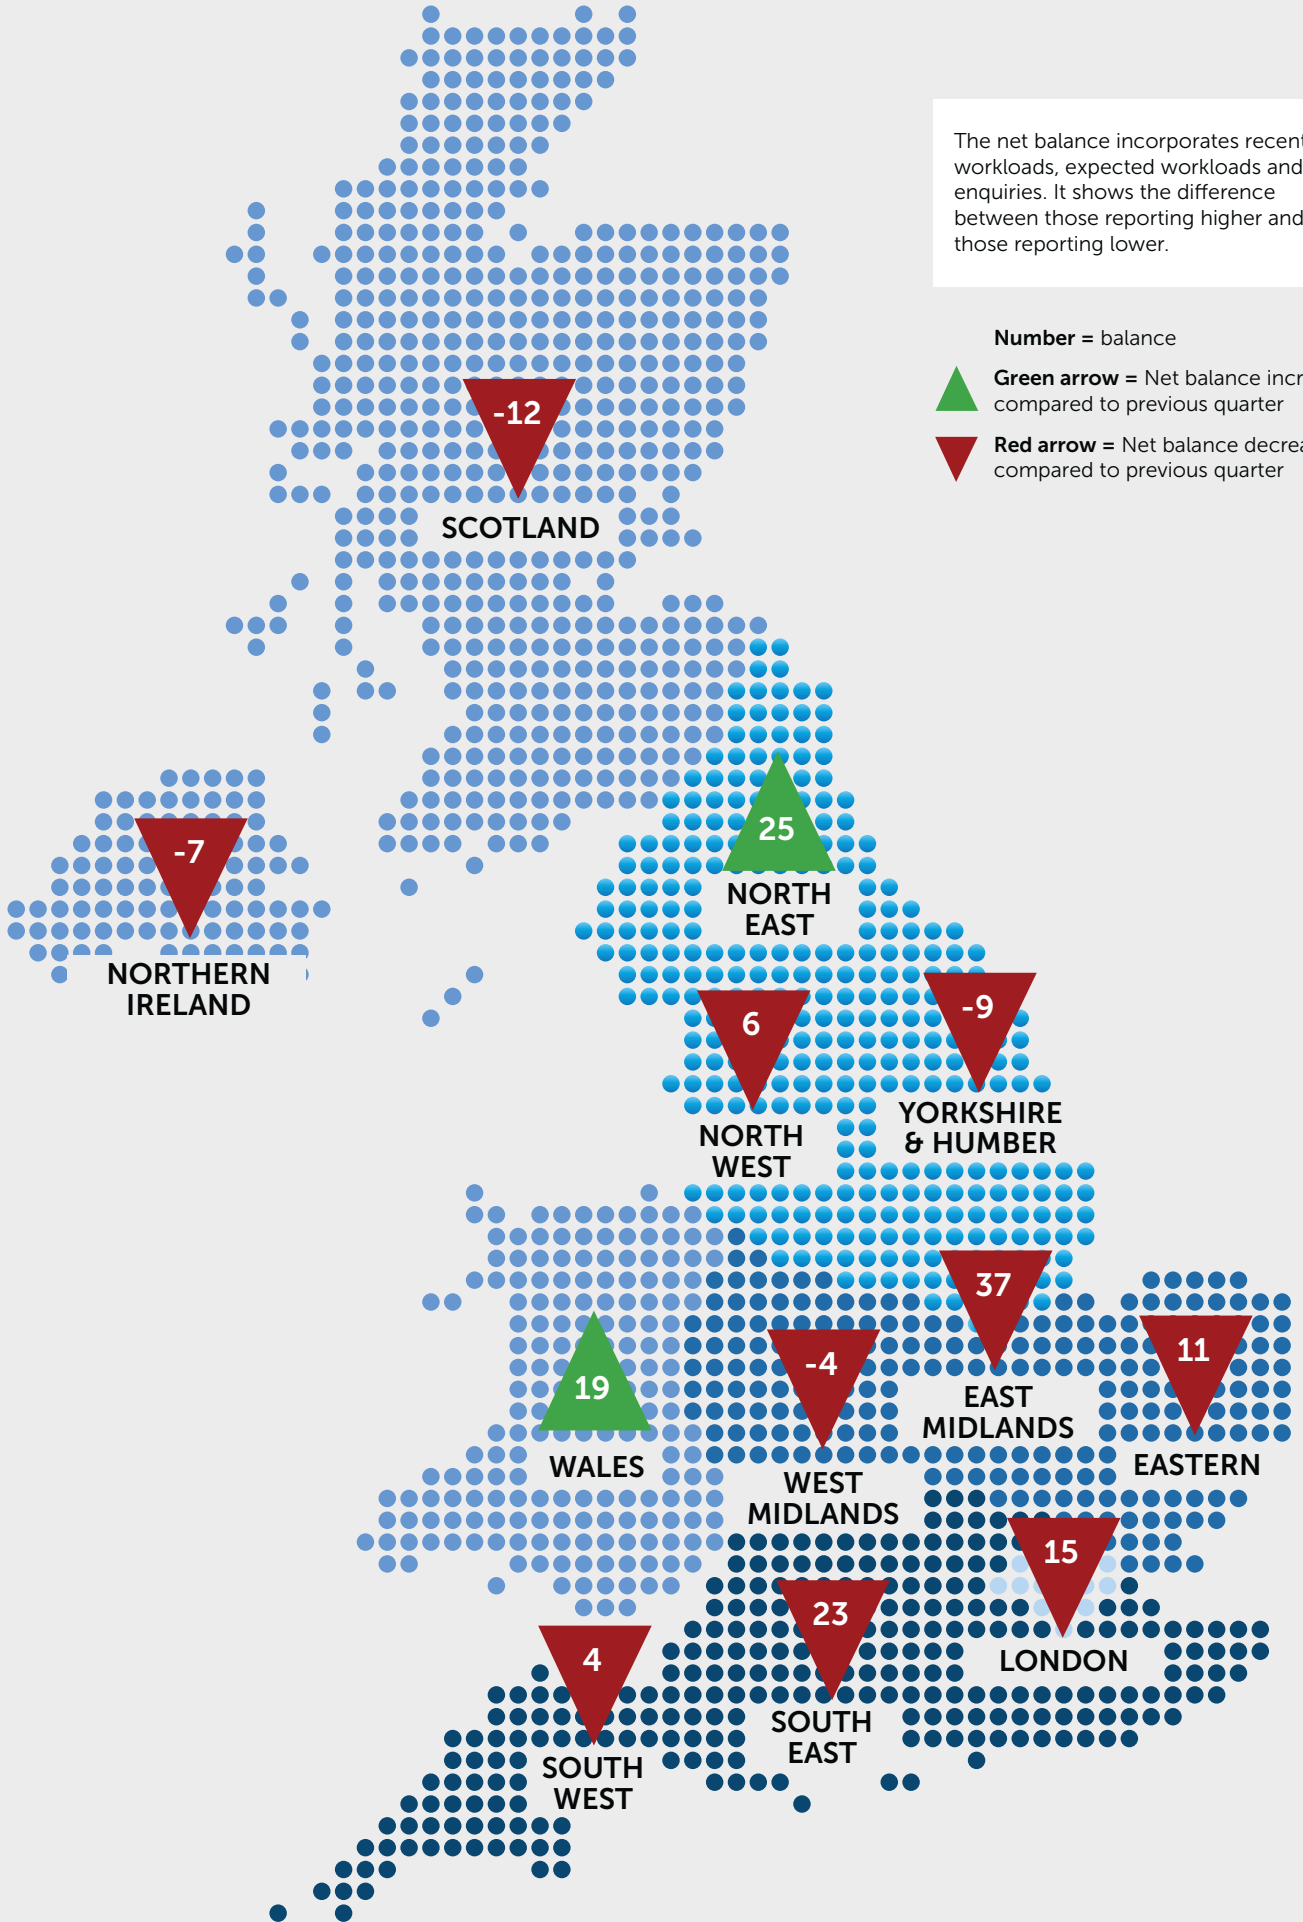 The net balance incorporates recent
workloads, expected workloads and
enquiries. It shows the difference
between those reporting higher and
those reporting lower.
Number = balance
Green arrow = Net balance incr
compared to previous quarter
Red arrow = Net balance decrea
compared to previous quarter
-12
SCOTLAND
25
NORTH
EAST
-7
NORTHERN
IRELAND
6
NORTH
WEST
-9
YORKSHIRE
& HUMBER
37
EAST
MIDLANDS
11
EASTERN
-4
WEST
MIDLANDS
19
WALES
15
LONDON
23
SOUTH
EAST
4
SOUTH
WEST